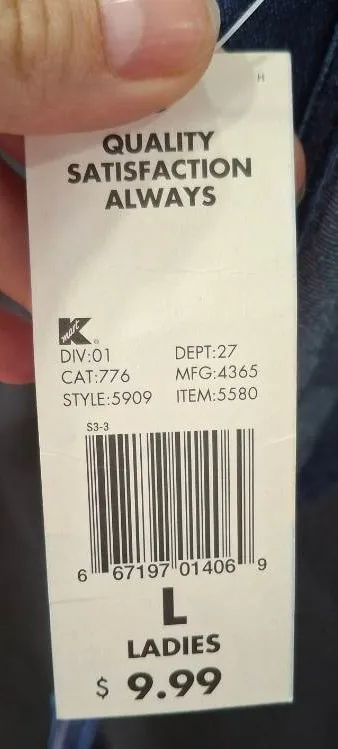 H
QUALITY
SATISFACTION
ALWAYS
K
mart
®
DIV:01 DEPT:27
CAT:776 MFG:4365
STYLE:5909 ITEM:5580
S3-3
6 67197 01406 9
L
LADIES
$ 9.99